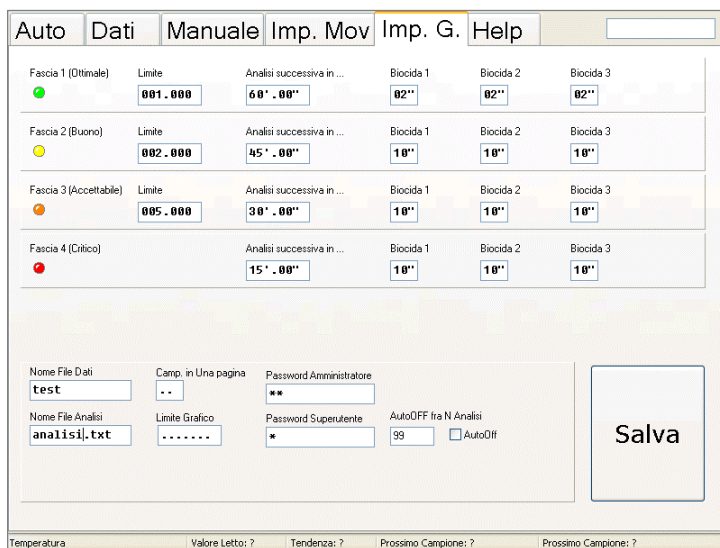 Auto Dati Manuale Imp. Mov Imp. G. Help
Fascia 1 (Ottimale) Limite Analisi successiva in ... Biocida 1 Biocida 2 Biocida 3
001.000 60'.00" 02" 02" 02"
Fascia 2 (Buono) Limite Analisi successiva in ... Biocida 1 Biocida 2 Biocida 3
002.000 45'.00" 10" 10" 10"
Fascia 3 (Accettabile) Limite Analisi successiva in ... Biocida 1 Biocida 2 Biocida 3
005.000 30'.00" 10" 10" 10"
Fascia 4 (Critico) Analisi successiva in ... Biocida 1 Biocida 2 Biocida 3
15'.00" 10" 10" 10"
Nome File Dati Camp. in Una pagina Password Amministratore
test .. **
Nome File Analisi Limite Grafico Password Superutente AutoOFF fra N Analisi
analisi.txt ....... * 99 AutoOff
Salva
Temperatura Valore Letto: ? Tendenza: ? Prossimo Campione: ? Prossimo Campione: ?